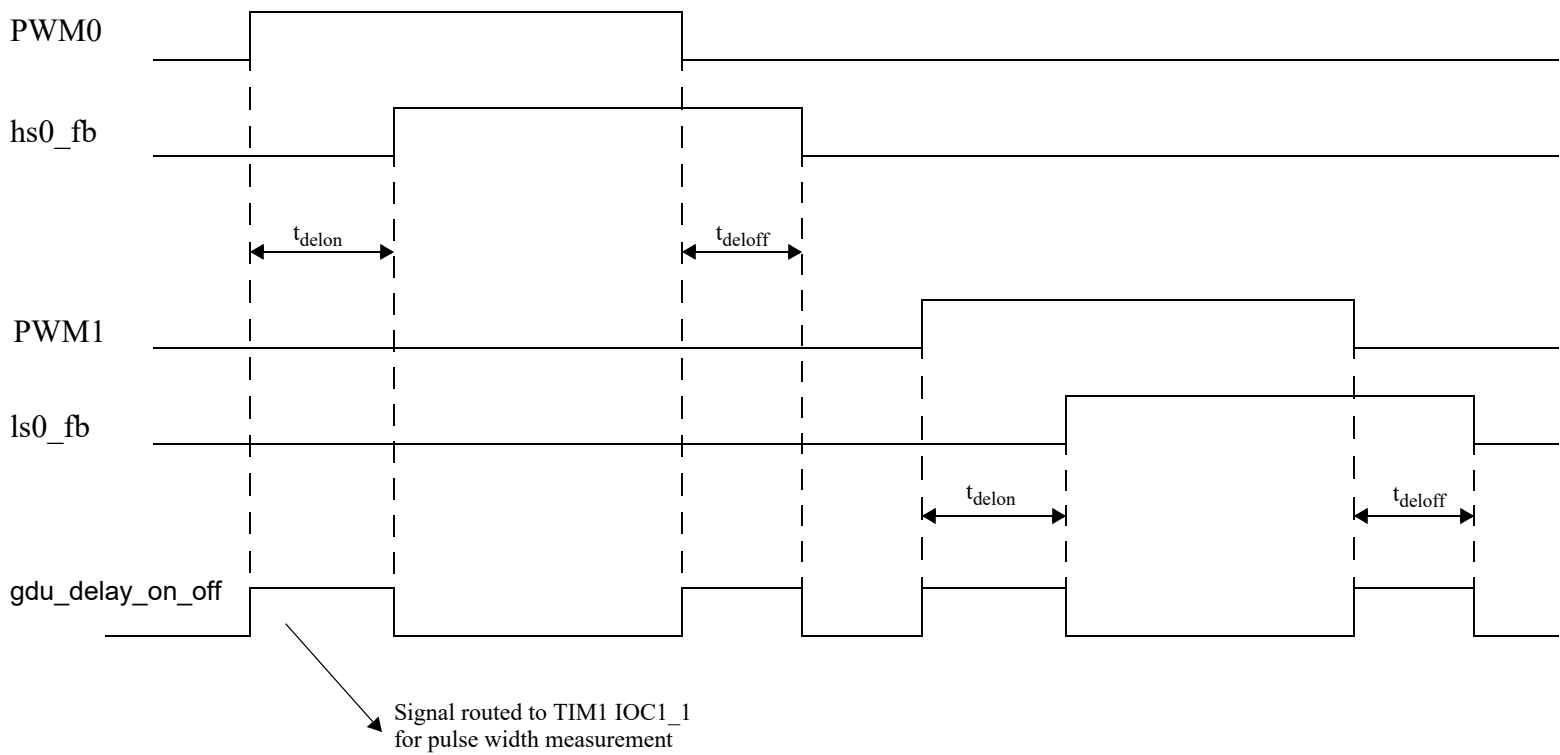 PWM0
hs0_fb
tdelon
tdeloff
PWM1
ls0_fb
tdelon
tdeloff
gdu_delay_on_off
Signal routed to TIM1 IOC1_1
for pulse width measurement